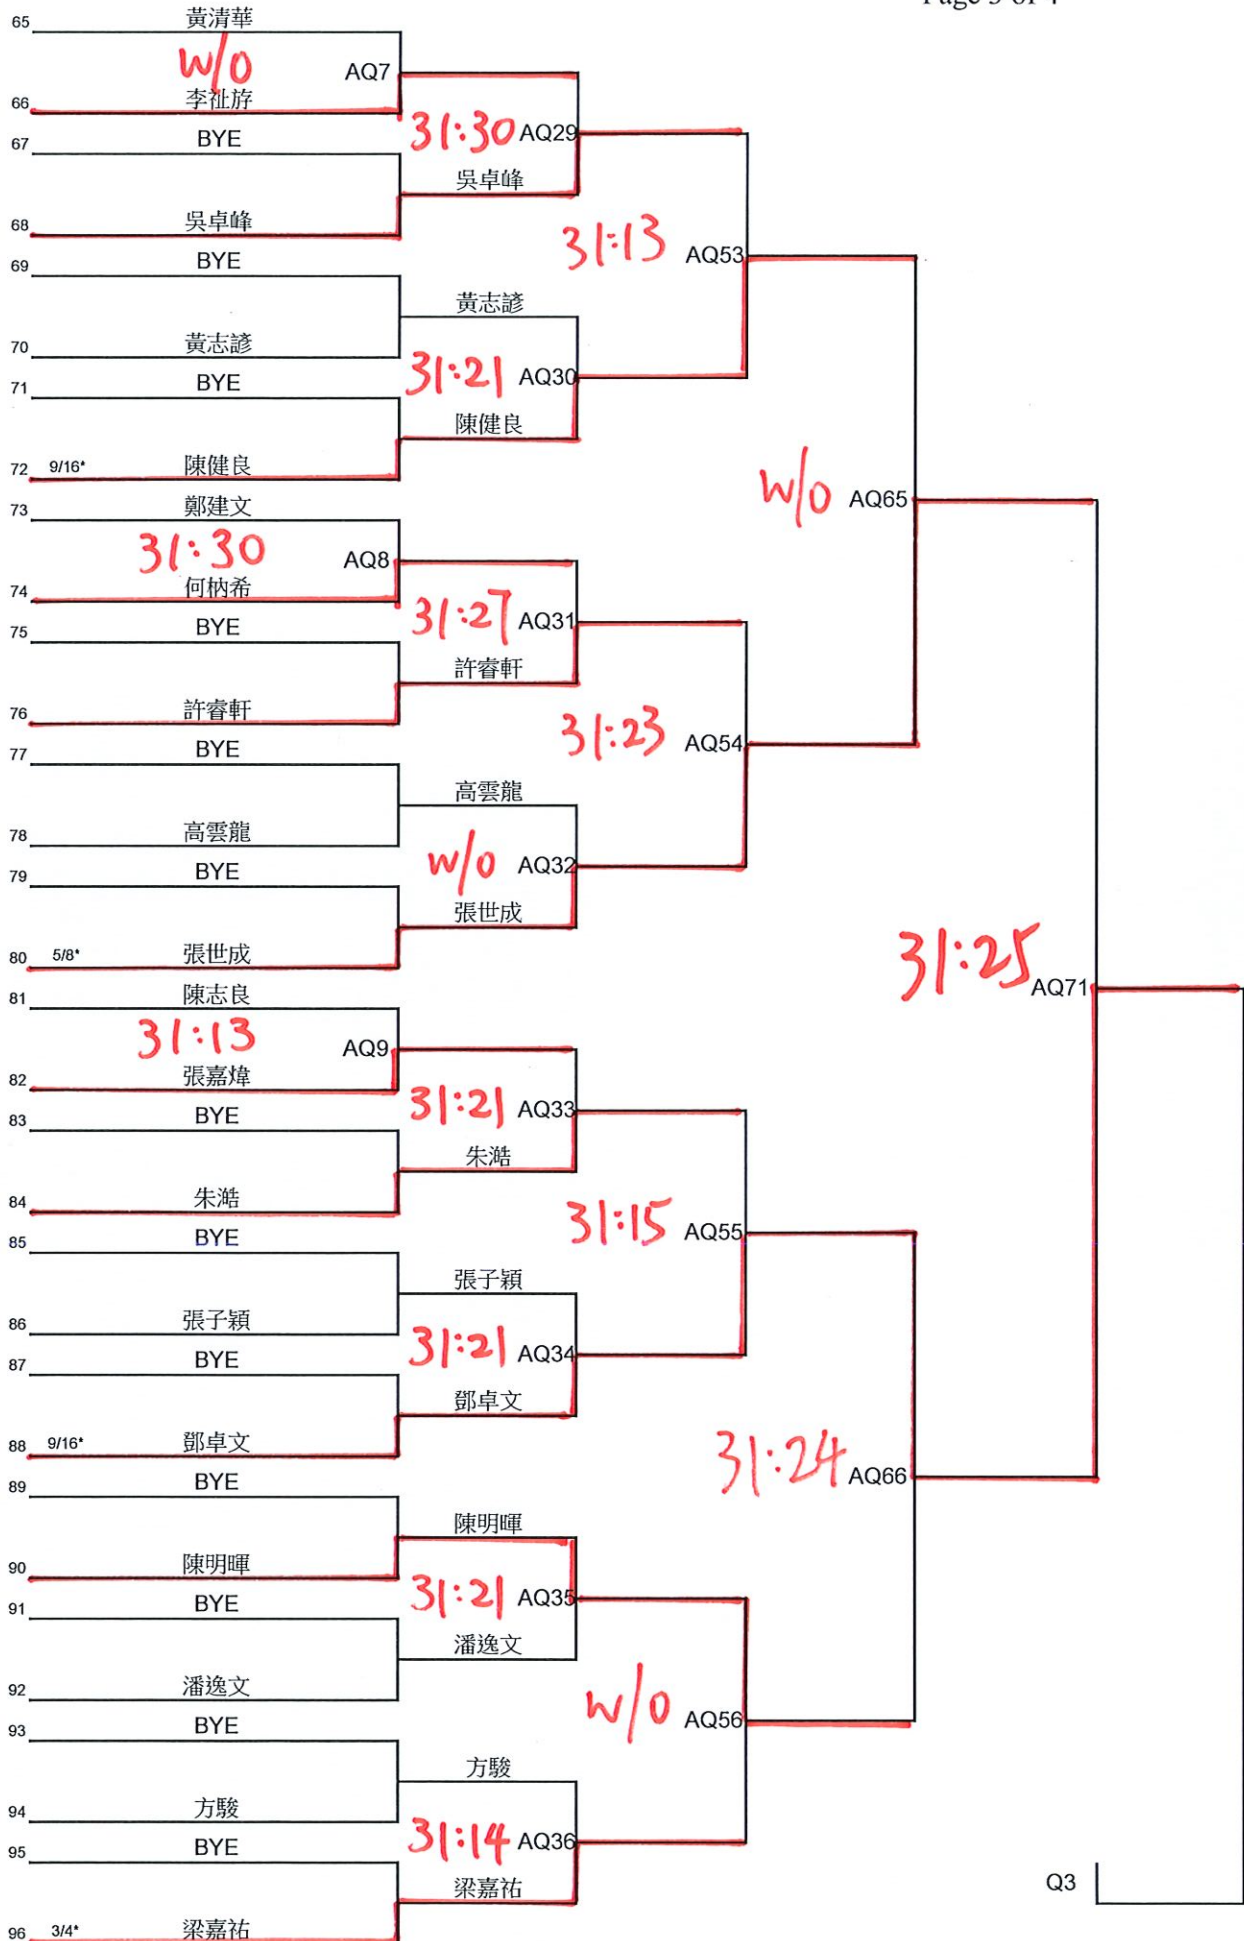 65 黃清華
w/o AQ7
66 李祉斿
67 BYE
31:30 AQ29
吳卓峰
68 吳卓峰
31:13 AQ53
69 BYE
黃志諺
70 黃志諺
31:21 AQ30
71 BYE
陳健良
72 9/16* 陳健良
w/o AQ65
73 鄭建文
31:30 AQ8
74 何枘希
31:27 AQ31
75 BYE
許睿軒
76 許睿軒
31:23 AQ54
77 BYE
高雲龍
78 高雲龍
w/o AQ32
79 BYE
張世成
80 5/8* 張世成
31:25 AQ71
81 陳志良
31:13 AQ9
82 張嘉煒
31:21 AQ33
83 BYE
朱澔
84 朱澔
31:15 AQ55
85 BYE
張子穎
86 張子穎
31:21 AQ34
87 BYE
鄧卓文
88 9/16* 鄧卓文
31:24 AQ66
89 BYE
陳明暉
90 陳明暉
31:21 AQ35
91 BYE
潘逸文
92 潘逸文
w/o AQ56
93 BYE
方駿
94 方駿
31:14 AQ36
95 BYE
Q3
梁嘉祐
96 3/4* 梁嘉祐